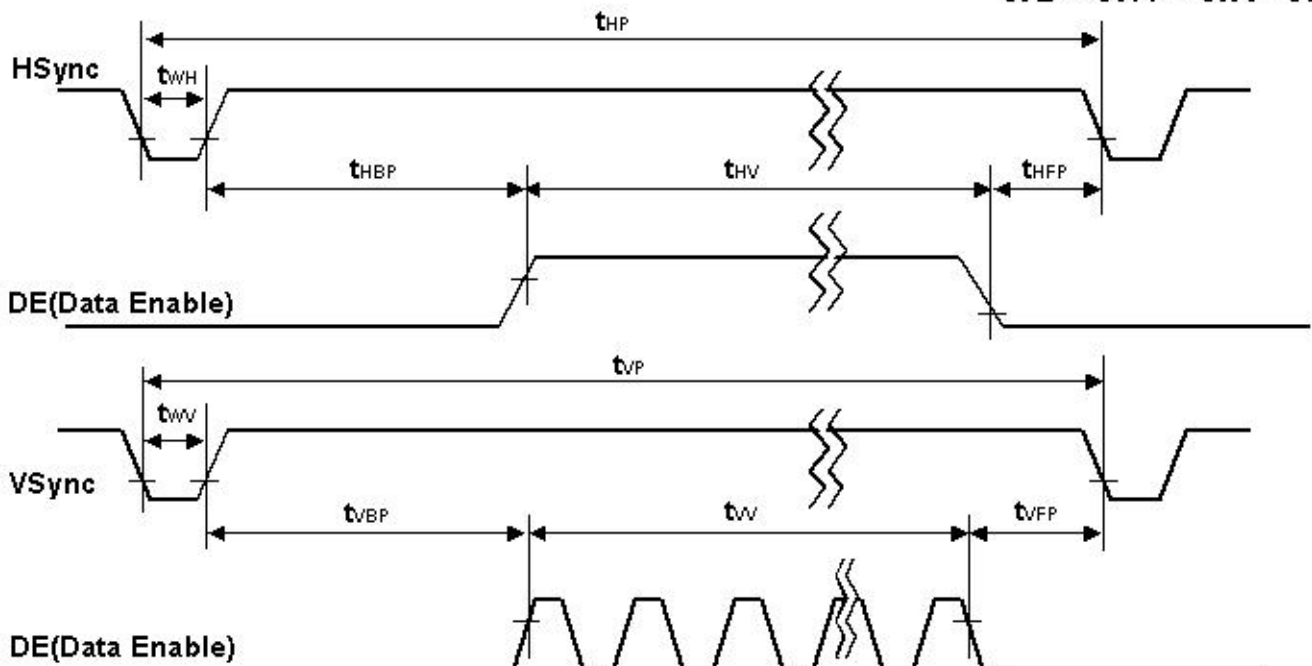 tHP
HSync
tWH
tHBP
tHV
tHFP
DE(Data Enable)
tVP
tWV
VSync
tVBP
tVV
tVFP
DE(Data Enable)